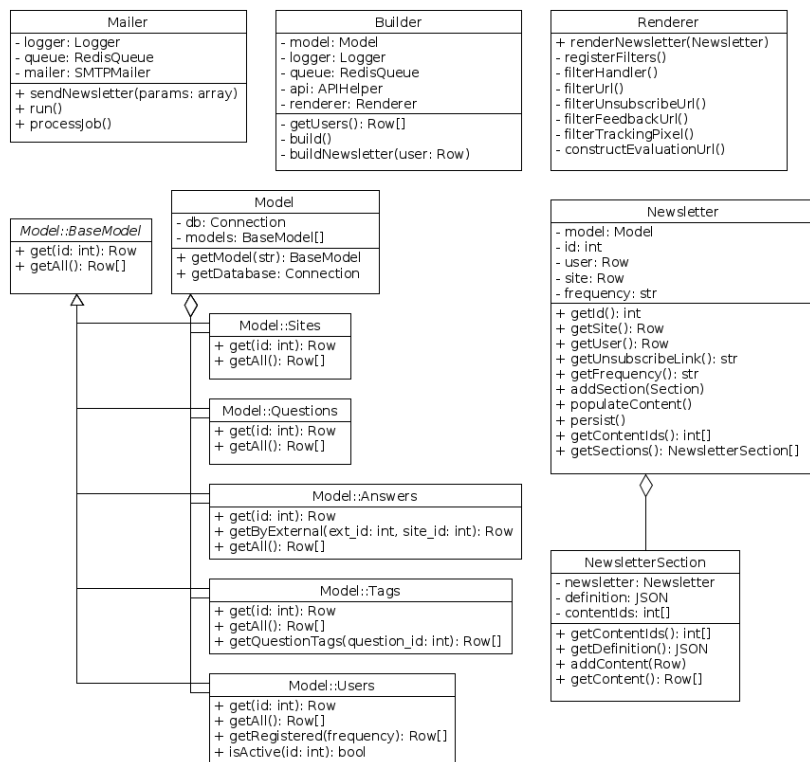 Mailer
- logger: Logger
- queue: RedisQueue
- mailer: SMTPMailer
+ sendNewsletter(params: array)
+ run()
+ processJob()
Builder
- model: Model
- logger: Logger
- queue: RedisQueue
- api: APIHelper
- renderer: Renderer
- getUsers(): Row[]
- build()
- buildNewsletter(user: Row)
Renderer
+ renderNewsletter(Newsletter)
- registerFilters()
- filterHandler()
- filterUrl()
- filterUnsubscribeUrl()
- filterFeedbackUrl()
- filterTrackingPixel()
- constructEvaluationUrl()
Model::BaseModel
+ get(id: int): Row
+ getAll(): Row[]
Model
- db: Connection
- models: BaseModel[]
+ getModel(str): BaseModel
+ getDatabase: Connection
Model::Sites
+ get(id: int): Row
+ getAll(): Row[]
Model::Questions
+ get(id: int): Row
+ getAll(): Row[]
Model::Answers
+ get(id: int): Row
+ getByExternal(ext_id: int, site_id: int): Row
+ getAll(): Row[]
Model::Tags
+ get(id: int): Row
+ getAll(): Row[]
+ getQuestionTags(question_id: int): Row[]
Model::Users
+ get(id: int): Row
+ getAll(): Row[]
+ getRegistered(frequency): Row[]
+ isActive(id: int): bool
Newsletter
- model: Model
- id: int
- user: Row
- site: Row
- frequency: str
+ getId(): int
+ getSite(): Row
+ getUser(): Row
+ getUnsubscribeLink(): str
+ getFrequency(): str
+ addSection(Section)
+ populateContent()
+ persist()
+ getContentIds(): int[]
+ getSections(): NewsletterSection[]
NewsletterSection
- newsletter: Newsletter
- definition: JSON
- contentIds: int[]
+ getContentIds(): int[]
+ getDefinition(): JSON
+ addContent(Row)
+ getContent(): Row[]